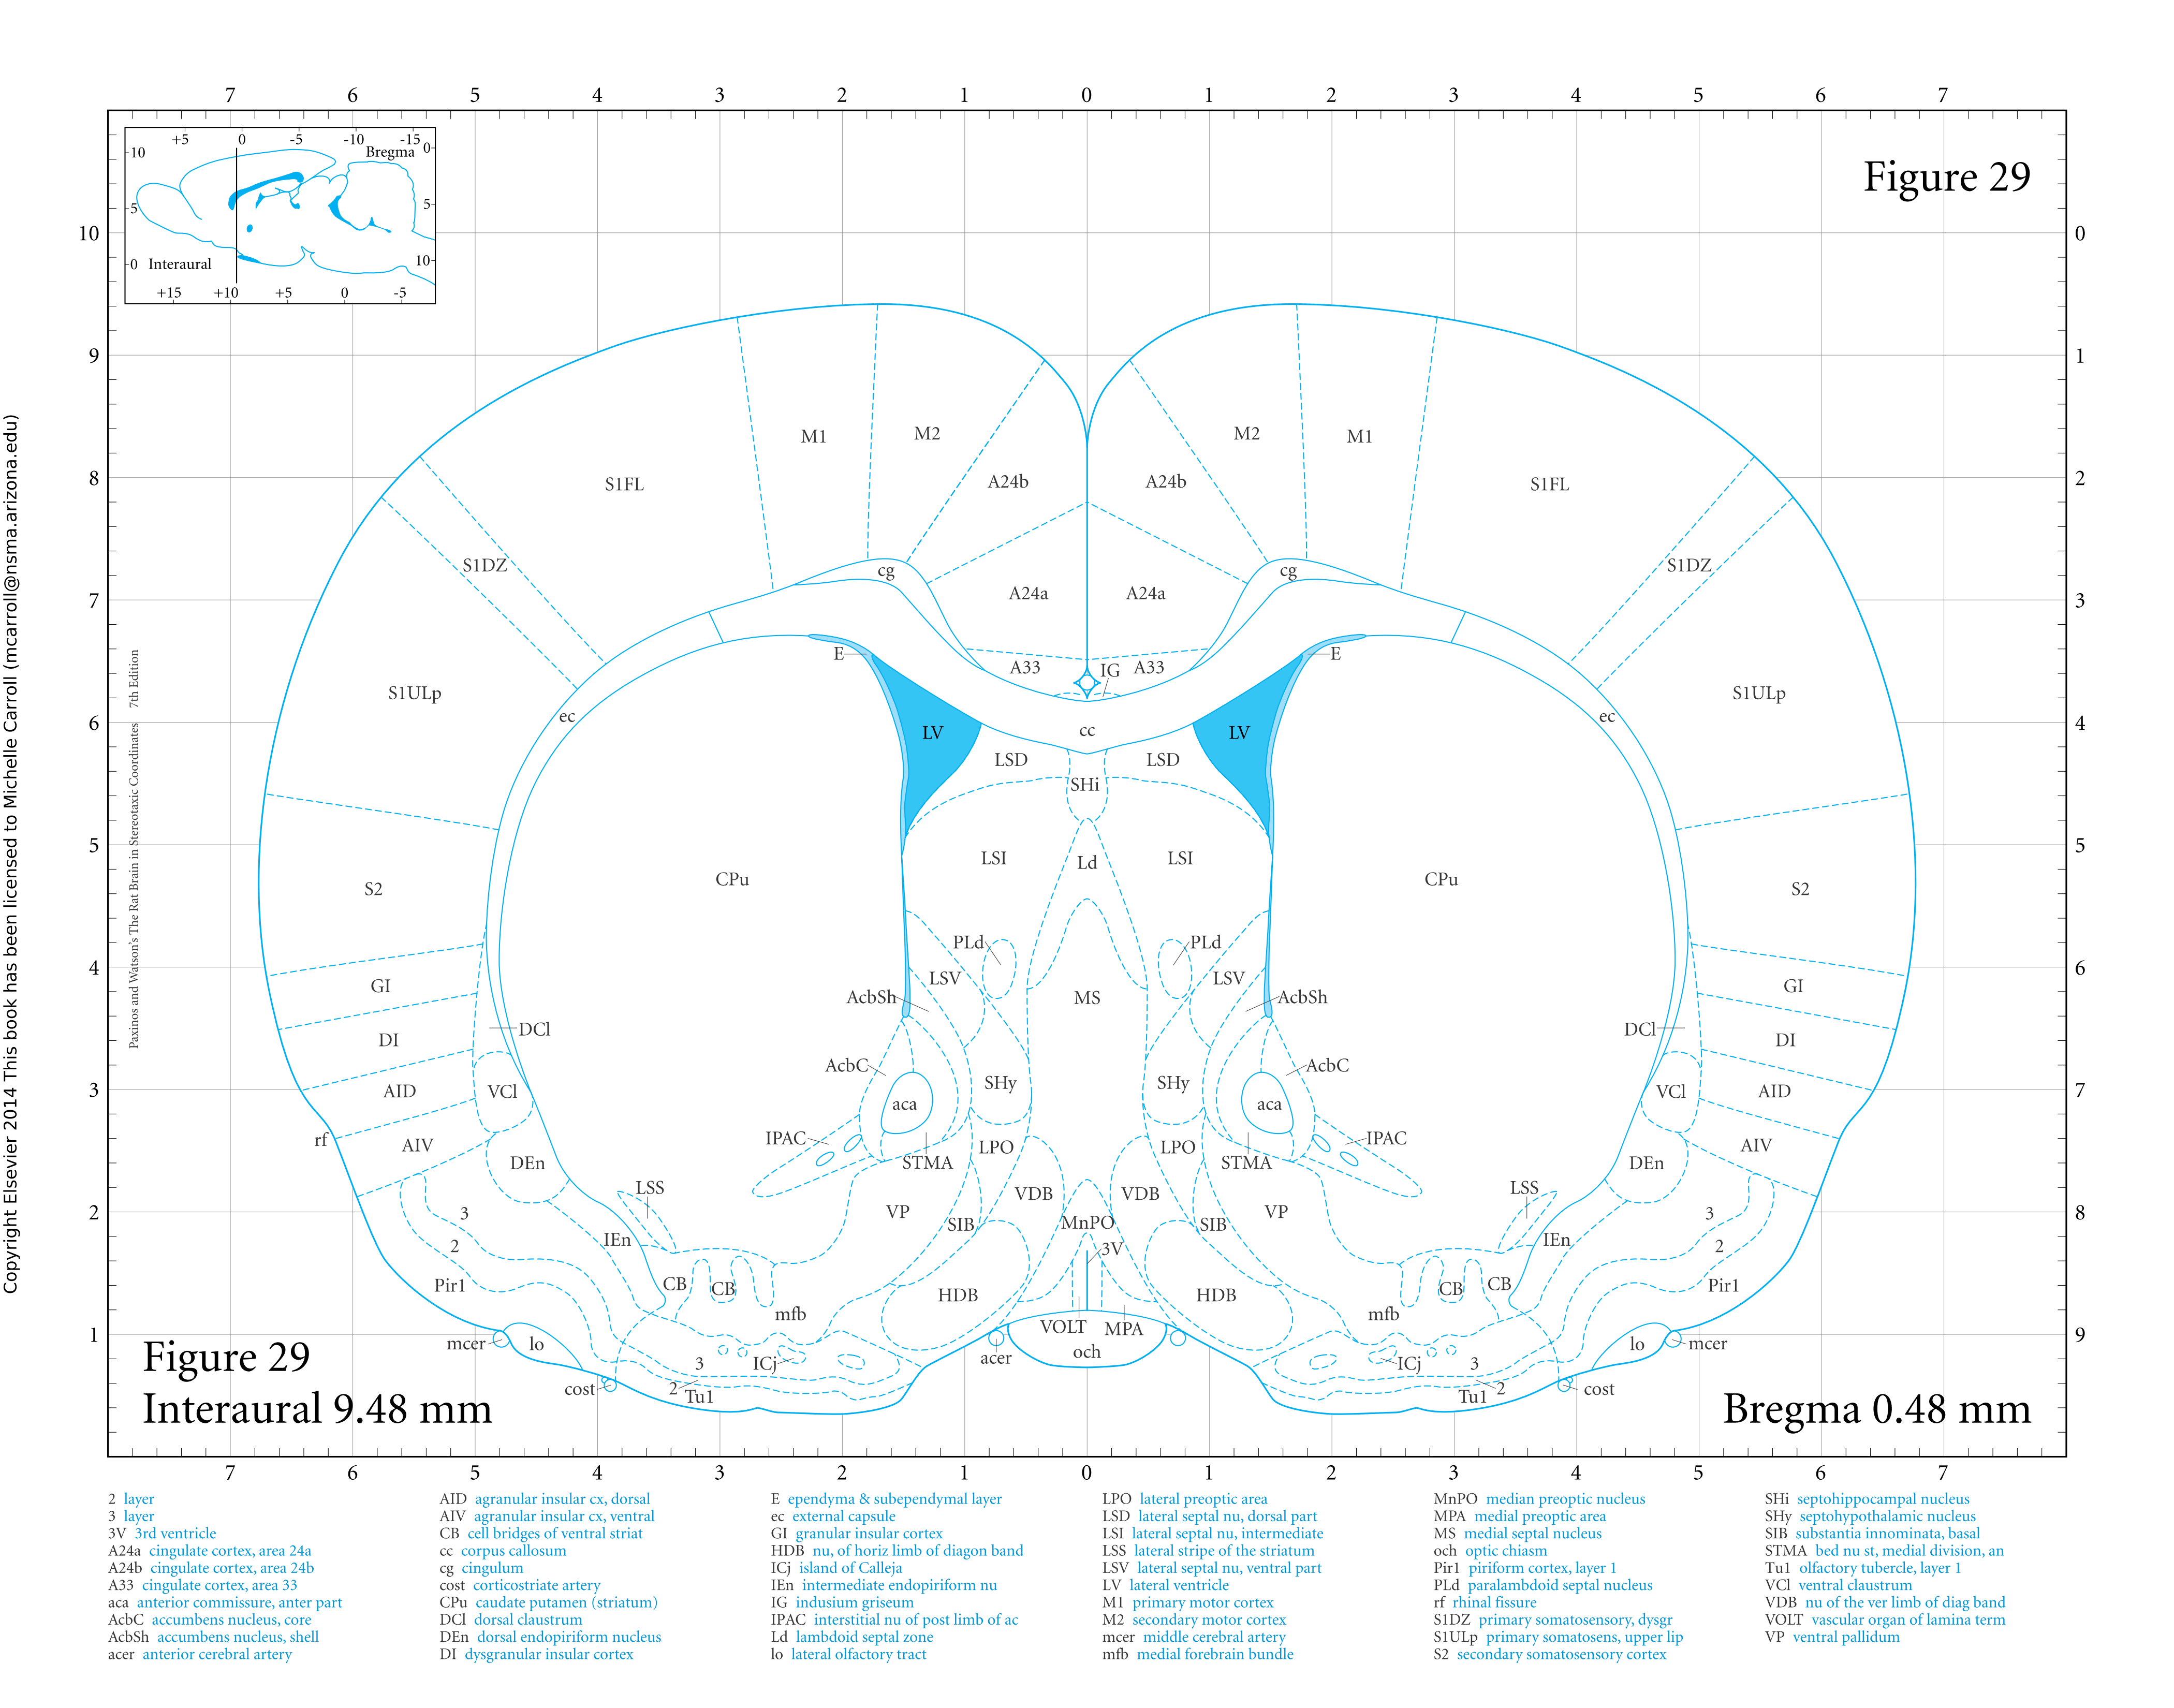 7 6 5 4 3 2 1 0 1 2 3 4 5 6 7
+5 0 -5 -10 -15
Bregma 0
10
5 5
0 Interaural 10
+15 +10 +5 0 -5
Figure 29
10 0
9 1
M1 M2 M2 M1
8 2
S1FL A24b A24b S1FL
S1DZ cg cg S1DZ
7 3
A24a A24a
E A33 IG A33 E
S1ULp S1ULp
6 4
ec LV cc LV ec
LSD LSD
SHi
5 5
LSI Ld LSI
CPu CPu
S2 S2
PLd PLd
4 6
GI LSV MS LSV GI
AcbSh AcbSh
DCl DCl
DI DI
AcbC AcbC
3 7
AID VCl aca SHy SHy aca VCl AID
rf AIV IPAC LPO LPO IPAC AIV
DEn STMA STMA DEn
LSS VDB VDB LSS
2 8
3 VP SIB MnPO SIB VP 3
2 IEn 3V IEn 2
Pir1 CB CB HDB HDB CB CB Pir1
mfb mfb
VOLT MPA
1 9
mcer lo och lo mcer
3 ICj acer ICj 3
cost 2 Tu1 Tu1 2 cost
Figure 29
Interaural 9.48 mm
Bregma 0.48 mm
7 6 5 4 3 2 1 0 1 2 3 4 5 6 7
Copyright Elsevier 2014 This book has been licensed to Michelle Carroll (mcarroll@nsma.arizona.edu)
Paxinos and Watson's The Rat Brain in Stereotaxic Coordinates 7th Edition
2 layer
3 layer
3V 3rd ventricle
A24a cingulate cortex, area 24a
A24b cingulate cortex, area 24b
A33 cingulate cortex, area 33
aca anterior commissure, anter part
AcbC accumbens nucleus, core
AcbSh accumbens nucleus, shell
acer anterior cerebral artery
AID agranular insular cx, dorsal
AIV agranular insular cx, ventral
CB cell bridges of ventral striat
cc corpus callosum
cg cingulum
cost corticostriate artery
CPu caudate putamen (striatum)
DCl dorsal claustrum
DEn dorsal endopiriform nucleus
DI dysgranular insular cortex
E ependyma & subependymal layer
ec external capsule
GI granular insular cortex
HDB nu, of horiz limb of diagon band
ICj island of Calleja
IEn intermediate endopiriform nu
IG indusium griseum
IPAC interstitial nu of post limb of ac
Ld lambdoid septal zone
lo lateral olfactory tract
LPO lateral preoptic area
LSD lateral septal nu, dorsal part
LSI lateral septal nu, intermediate
LSS lateral stripe of the striatum
LSV lateral septal nu, ventral part
LV lateral ventricle
M1 primary motor cortex
M2 secondary motor cortex
mcer middle cerebral artery
mfb medial forebrain bundle
MnPO median preoptic nucleus
MPA medial preoptic area
MS medial septal nucleus
och optic chiasm
Pir1 piriform cortex, layer 1
PLd paralambdoid septal nucleus
rf rhinal fissure
S1DZ primary somatosensory, dysgr
S1ULp primary somatosens, upper lip
S2 secondary somatosensory cortex
SHi septohippocampal nucleus
SHy septohypothalamic nucleus
SIB substantia innominata, basal
STMA bed nu st, medial division, an
Tu1 olfactory tubercle, layer 1
VCl ventral claustrum
VDB nu of the ver limb of diag band
VOLT vascular organ of lamina term
VP ventral pallidum